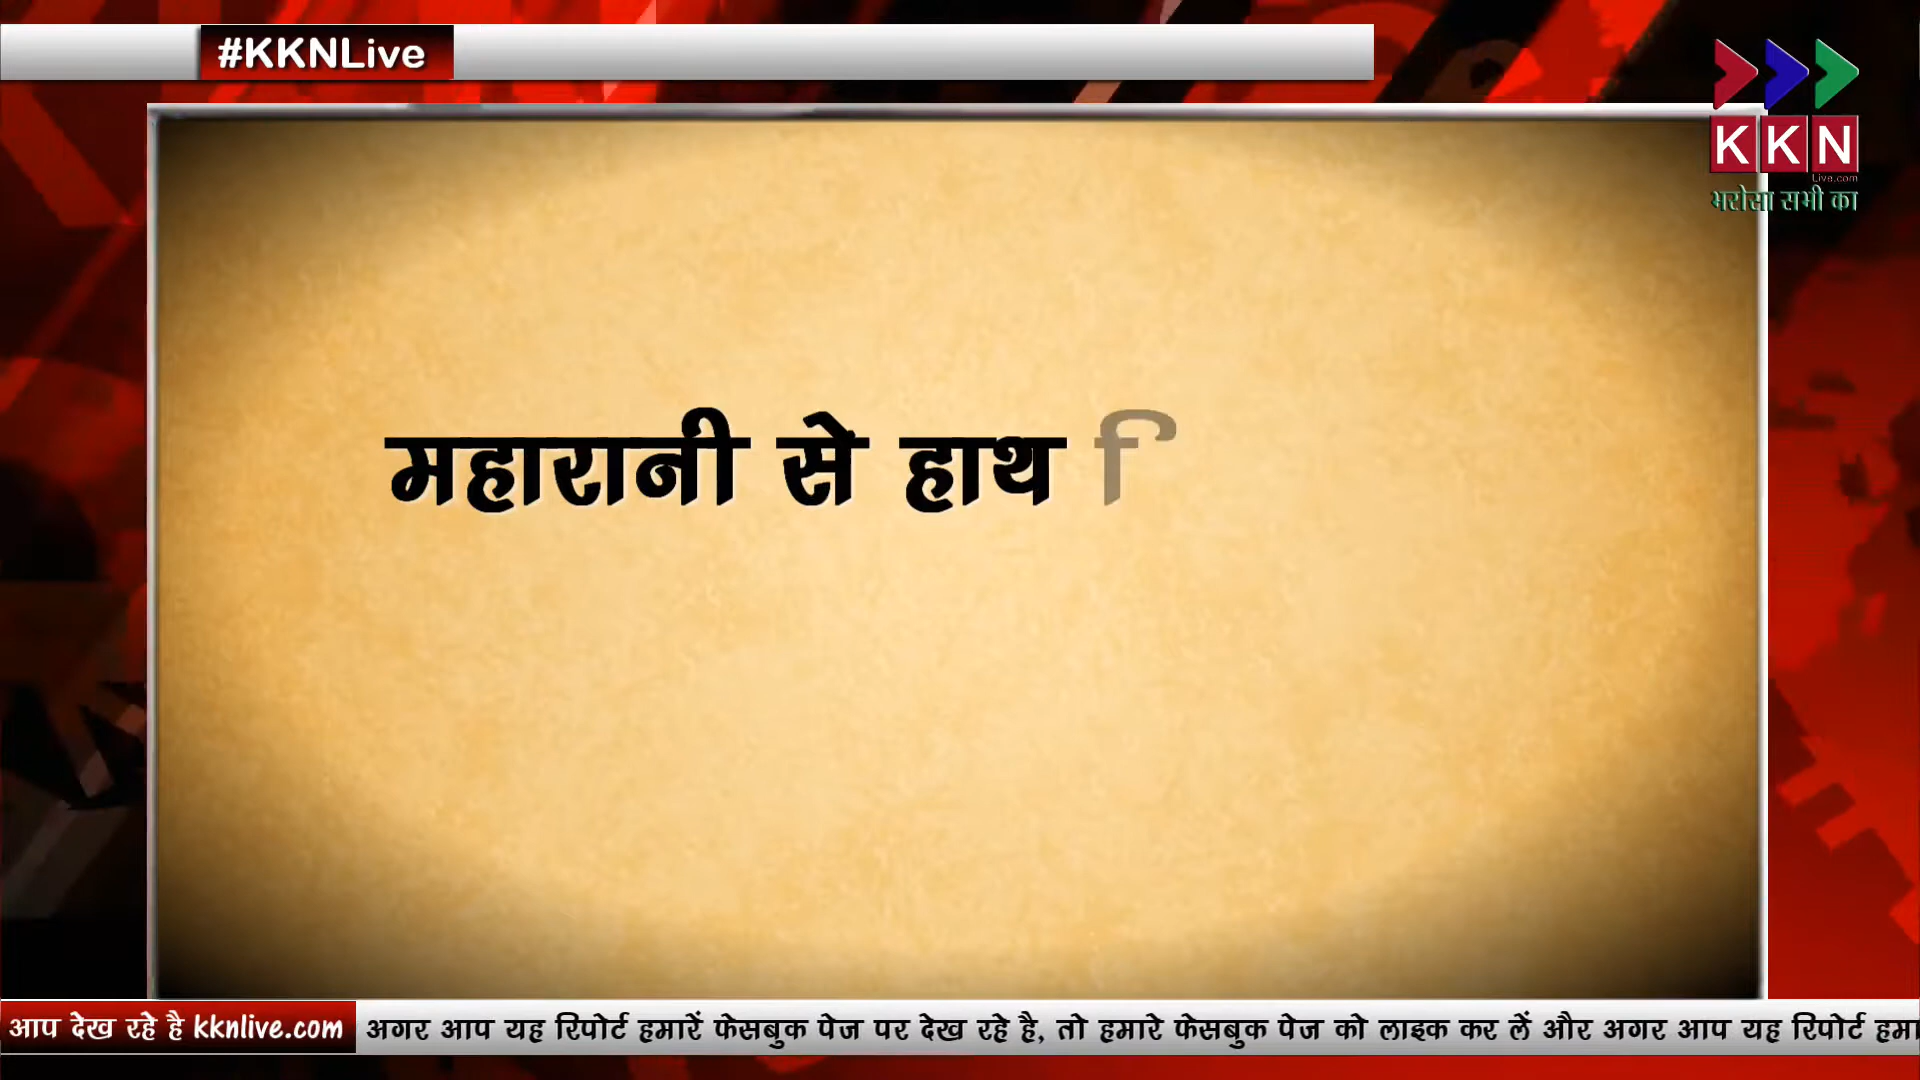 #KKNLive
KKN
Live.com
भरोसा सभी का
महारानी से हाथ
आप देख रहे है kknlive.com
अगर आप यह रिपोर्ट हमारें फेसबुक पेज पर देख रहे है, तो हमारे फेसबुक पेज को लाइक कर लें और अगर आप यह रिपोर्ट हमा